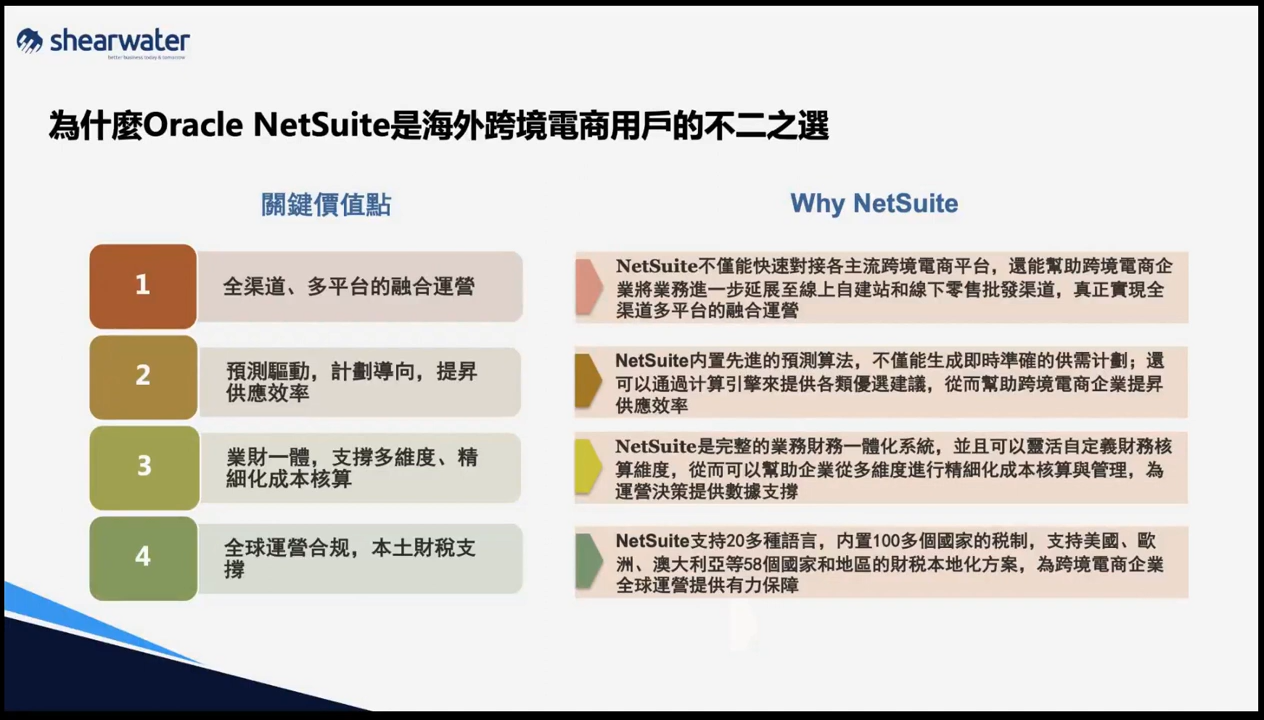 shearwater
better business today & tomorrow
為什麼Oracle NetSuite是海外跨境電商用戶的不二之選
關鍵價值點
Why NetSuite
1
全渠道、多平台的融合運營
NetSuite不僅能快速對接各主流跨境電商平台，還能幫助跨境電商企
業將業務進一步延展至線上自建站和線下零售批發渠道，真正實現全
渠道多平台的融合運營
2
預測驅動，計劃導向，提昇
供應效率
NetSuite內置先進的預測算法，不僅能生成即時準確的供需計劃；還
可以通過計算引擎來提供各類優選建議，從而幫助跨境電商企業提昇
供應效率
3
業財一體，支撐多維度、精
細化成本核算
NetSuite是完整的業務財務一體化系統，並且可以靈活自定義財務核
算維度，從而可以幫助企業從多維度進行精細化成本核算與管理，為
運營決策提供數據支撐
4
全球運營合規，本土財稅支
撐
NetSuite支持20多種語言，內置100多個國家的稅制，支持美國、歐
洲、澳大利亞等58個國家和地區的財稅本地化方案，為跨境電商企業
全球運營提供有力保障